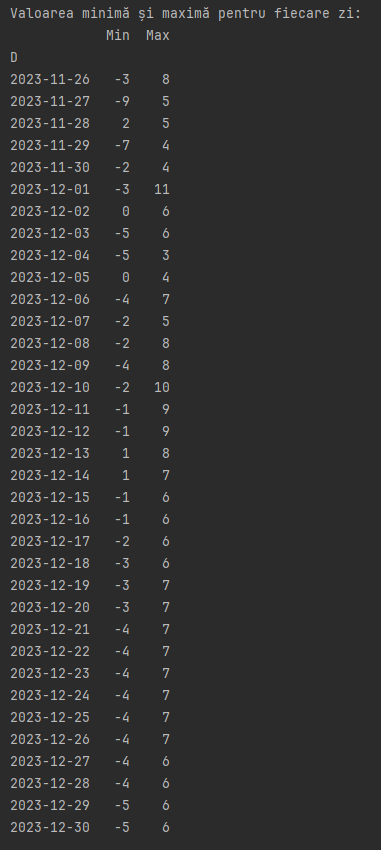 Valoarea minimă și maximă pentru fiecare zi:
Min Max
D
2023-11-26 -3 8
2023-11-27 -9 5
2023-11-28 2 5
2023-11-29 -7 4
2023-11-30 -2 4
2023-12-01 -3 11
2023-12-02 0 6
2023-12-03 -5 6
2023-12-04 -5 3
2023-12-05 0 4
2023-12-06 -4 7
2023-12-07 -2 5
2023-12-08 -2 8
2023-12-09 -4 8
2023-12-10 -2 10
2023-12-11 -1 9
2023-12-12 -1 9
2023-12-13 1 8
2023-12-14 1 7
2023-12-15 -1 6
2023-12-16 -1 6
2023-12-17 -2 6
2023-12-18 -3 6
2023-12-19 -3 7
2023-12-20 -3 7
2023-12-21 -4 7
2023-12-22 -4 7
2023-12-23 -4 7
2023-12-24 -4 7
2023-12-25 -4 7
2023-12-26 -4 7
2023-12-27 -4 6
2023-12-28 -4 6
2023-12-29 -5 6
2023-12-30 -5 6